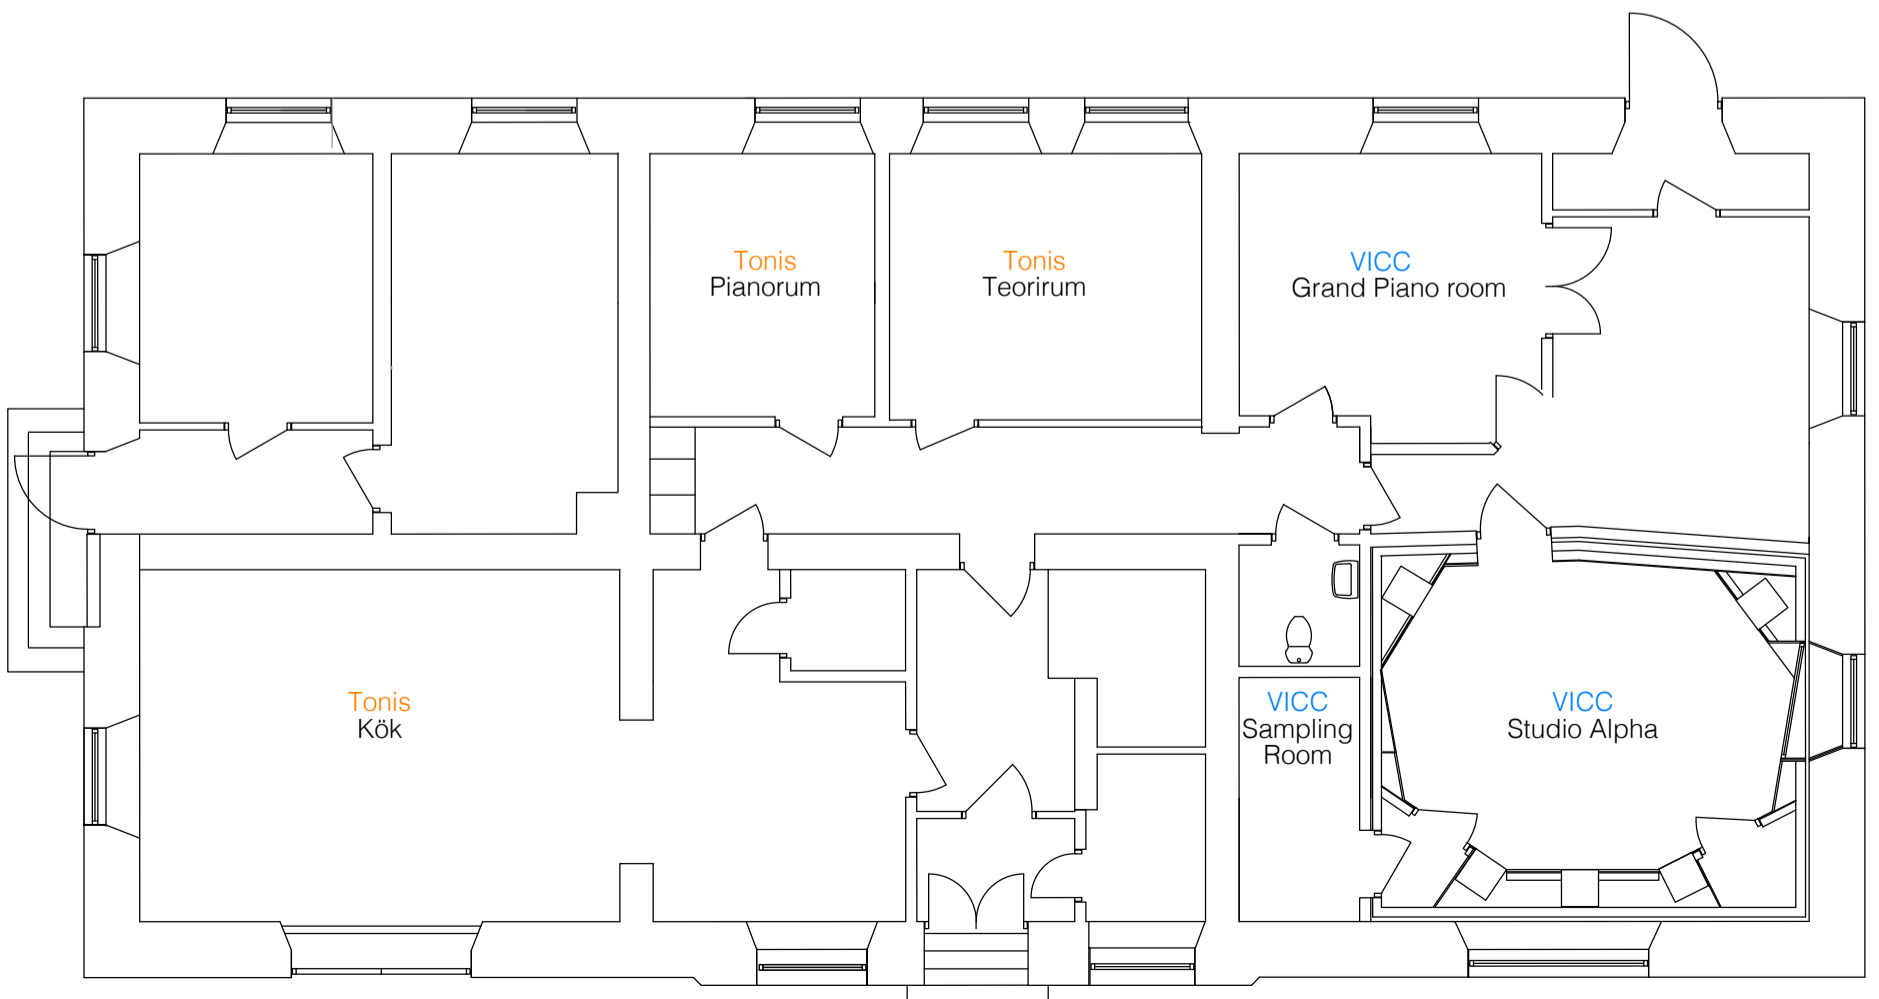 Tonis
Pianorum
Tonis
Teorirum
VICC
Grand Piano room
Tonis
Kök
VICC
Sampling
Room
VICC
Studio Alpha